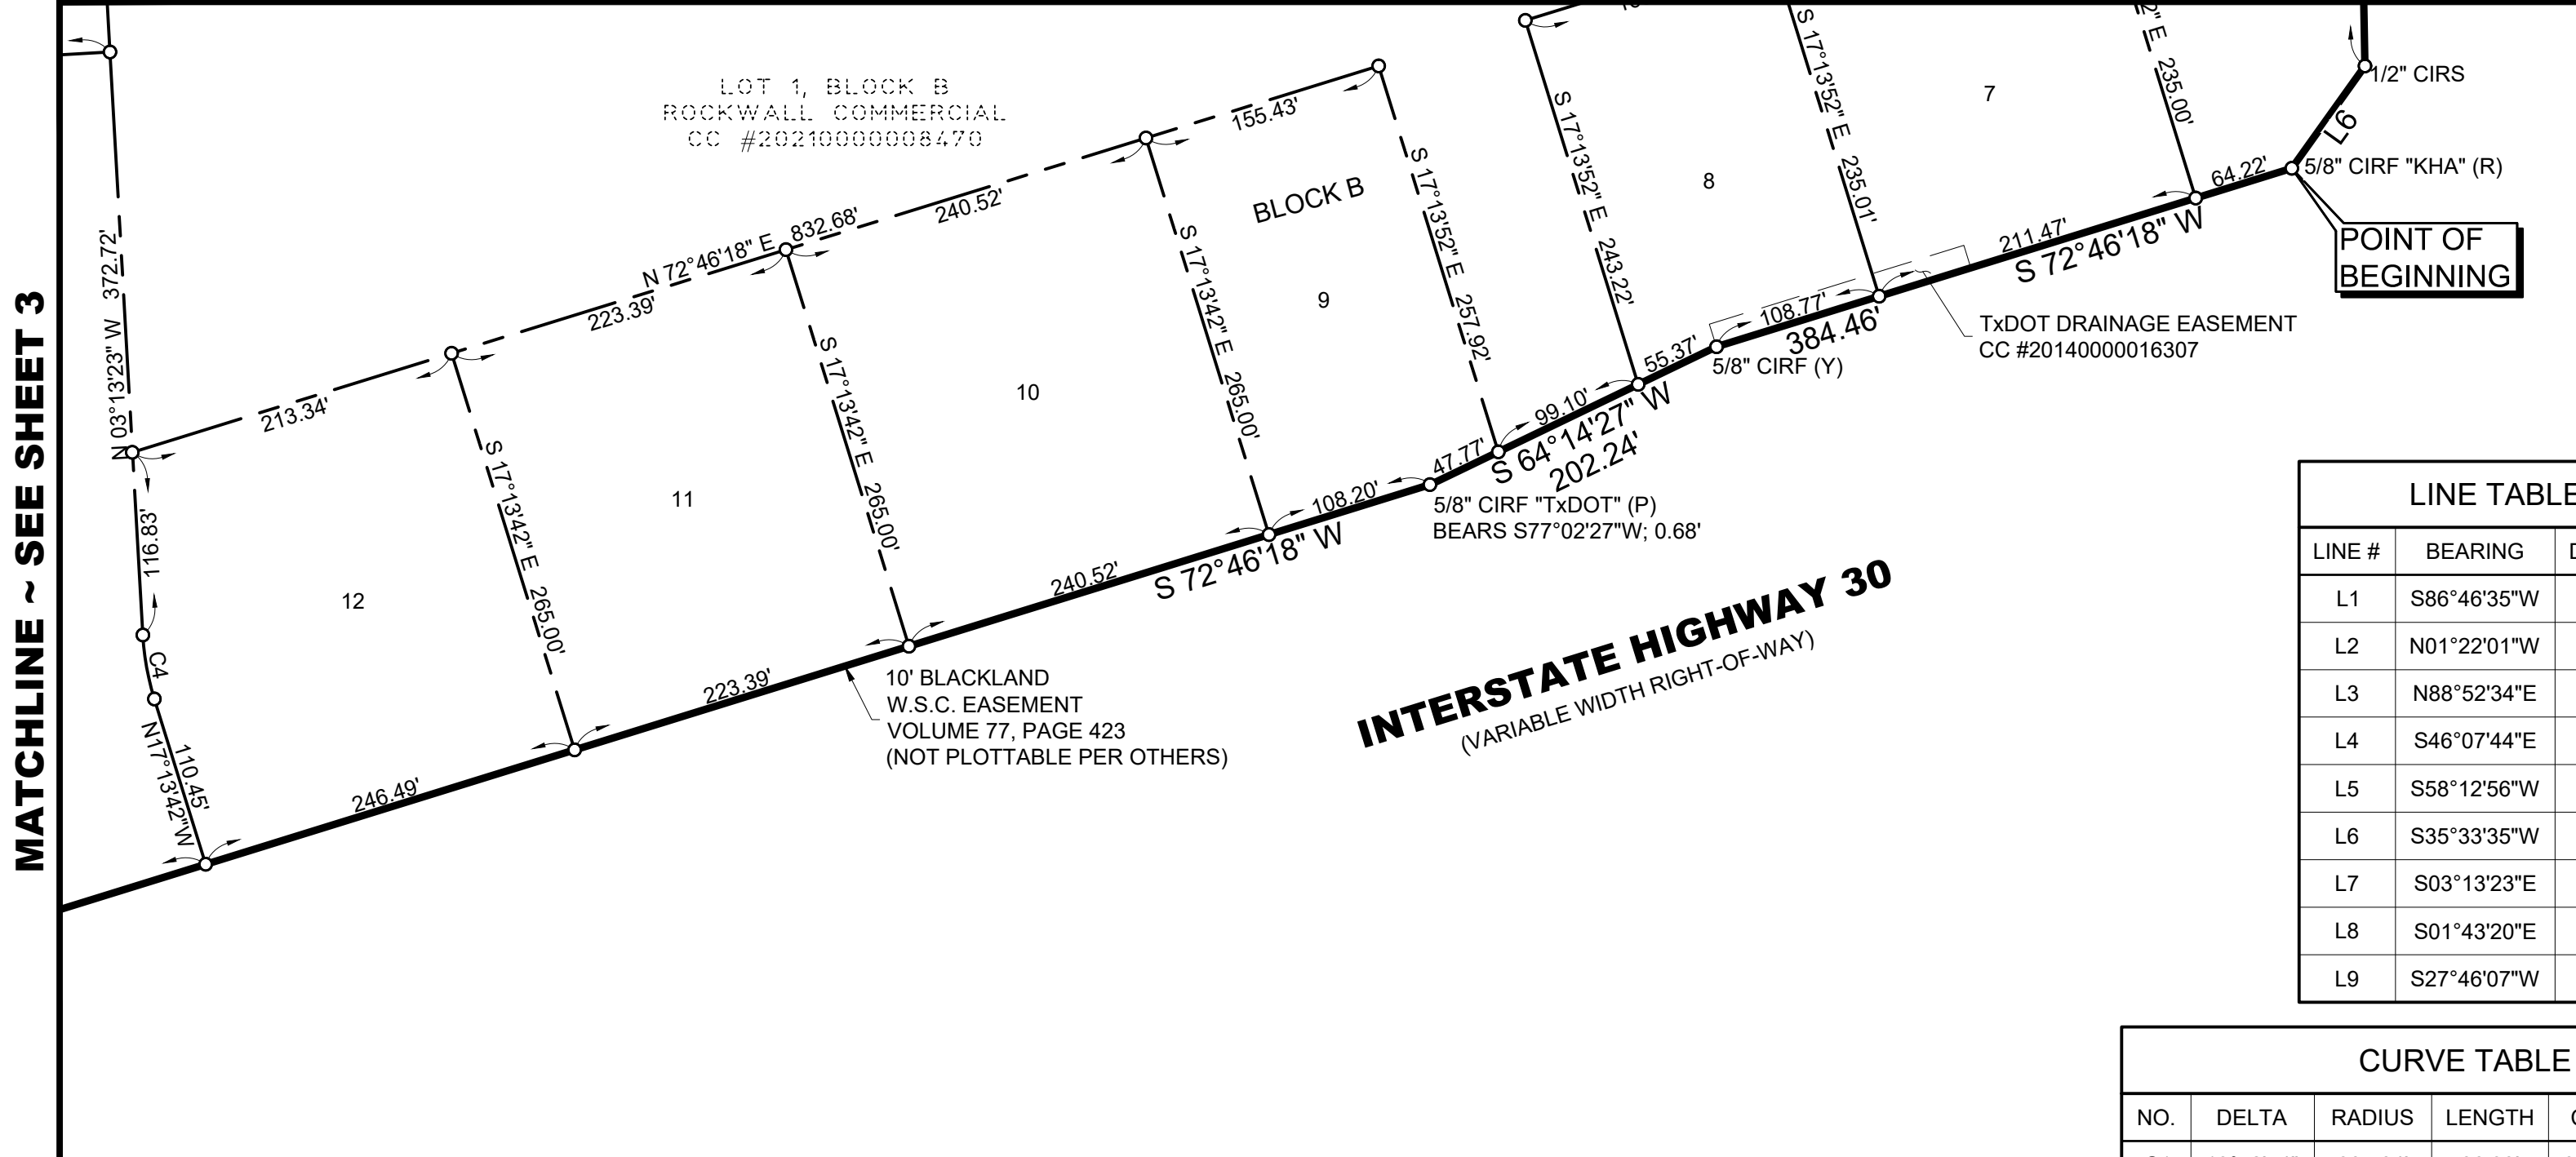 MATCHLINE ~ SEE SHEET 3
LOT 1, BLOCK B
ROCKWALL COMMERCIAL
CC #20210000008470
N 03°13'23" W 372.72'
N 72°46'18" E 832.68'
213.34'
223.39'
240.52'
155.43'
BLOCK B
116.83'
C4
N17°13'42"W
110.45'
12
S 17°13'42" E 265.00'
11
S 17°13'42" E 265.00'
10
S 17°13'42" E 265.00'
9
S 17°13'52" E 257.92'
S 17°13'52" E 243.22'
8
S 17°13'52" E 235.01'
7
2" E 235.00'
1/2" CIRS
L6
5/8" CIRF "KHA" (R)
64.22'
POINT OF
BEGINNING
211.47'
S 72°46'18" W
384.46'
108.77'
TxDOT DRAINAGE EASEMENT
CC #20140000016307
5/8" CIRF (Y)
55.37'
99.10'
47.77'
S 64°14'27" W
202.24'
5/8" CIRF "TxDOT" (P)
BEARS S77°02'27"W; 0.68'
108.20'
S 72°46'18" W
240.52'
223.39'
246.49'
10' BLACKLAND
W.S.C. EASEMENT
VOLUME 77, PAGE 423
(NOT PLOTTABLE PER OTHERS)
INTERSTATE HIGHWAY 30
(VARIABLE WIDTH RIGHT-OF-WAY)
LINE TABLE
LINE # BEARING
L1 S86°46'35"W
L2 N01°22'01"W
L3 N88°52'34"E
L4 S46°07'44"E
L5 S58°12'56"W
L6 S35°33'35"W
L7 S03°13'23"E
L8 S01°43'20"E
L9 S27°46'07"W
CURVE TABLE
NO. DELTA RADIUS LENGTH